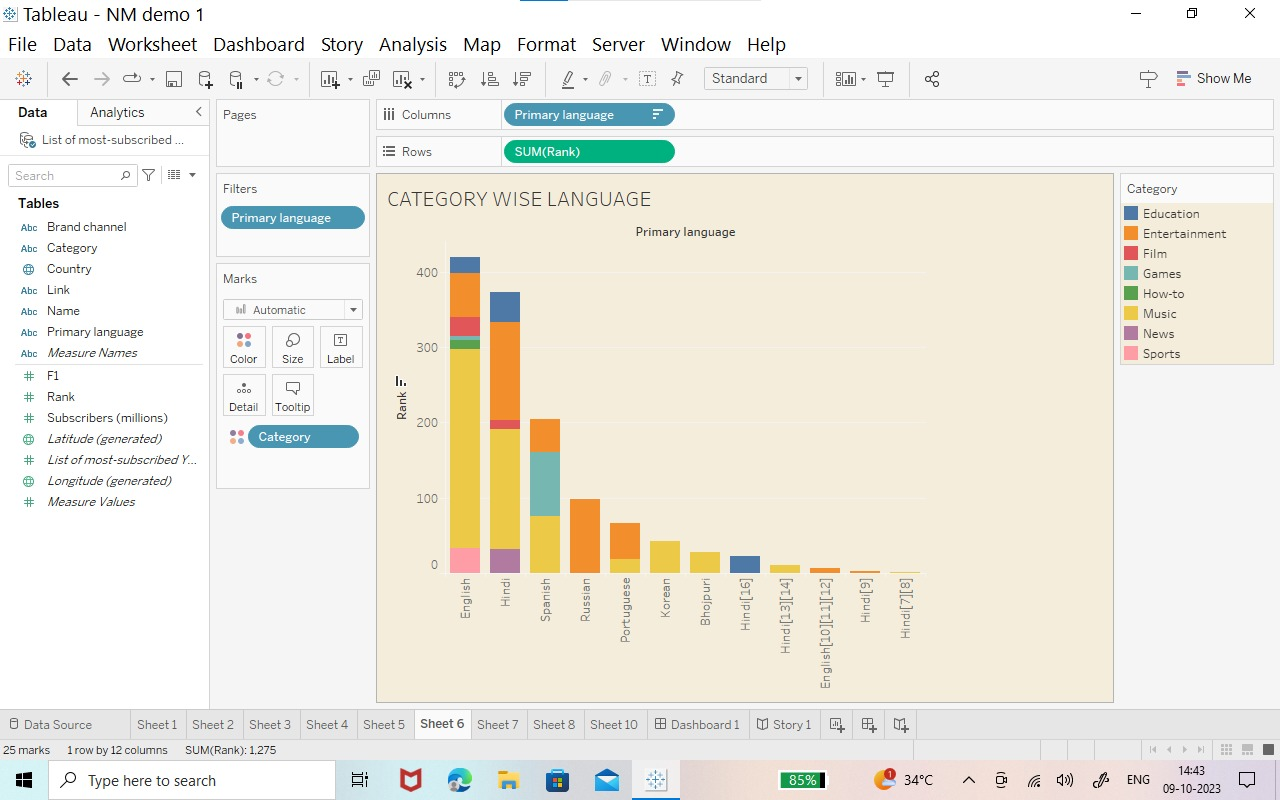 Tableau - NM demo 1
File Data Worksheet Dashboard Story Analysis Map Format Server Window Help
Standard
Show Me
Data
Analytics
List of most-subscribed ...
Search
Tables
Abc Brand channel
Abc Category
Country
Abc Link
Abc Name
Abc Primary language
Abc Measure Names
# F1
# Rank
# Subscribers (millions)
Latitude (generated)
# List of most-subscribed Y...
Longitude (generated)
# Measure Values
Pages
Filters
Primary language
Marks
Automatic
Color
Size
Label
Detail
Tooltip
Category
Columns
Primary language
Rows
SUM(Rank)
CATEGORY WISE LANGUAGE
Primary language
400
300
200
100
0
Rank
English
Hindi
Spanish
Russian
Portuguese
Korean
Bhojpuri
Hindi[16]
Hindi[13][14]
English[10][11][12]
Hindi[9]
Hindi[7][8]
Category
Education
Entertainment
Film
Games
How-to
Music
News
Sports
Data Source
Sheet 1
Sheet 2
Sheet 3
Sheet 4
Sheet 5
Sheet 6
Sheet 7
Sheet 8
Sheet 10
Dashboard 1
Story 1
25 marks 1 row by 12 columns SUM(Rank): 1,275
Type here to search
85%
1
34°C
ENG
14:43
09-10-2023